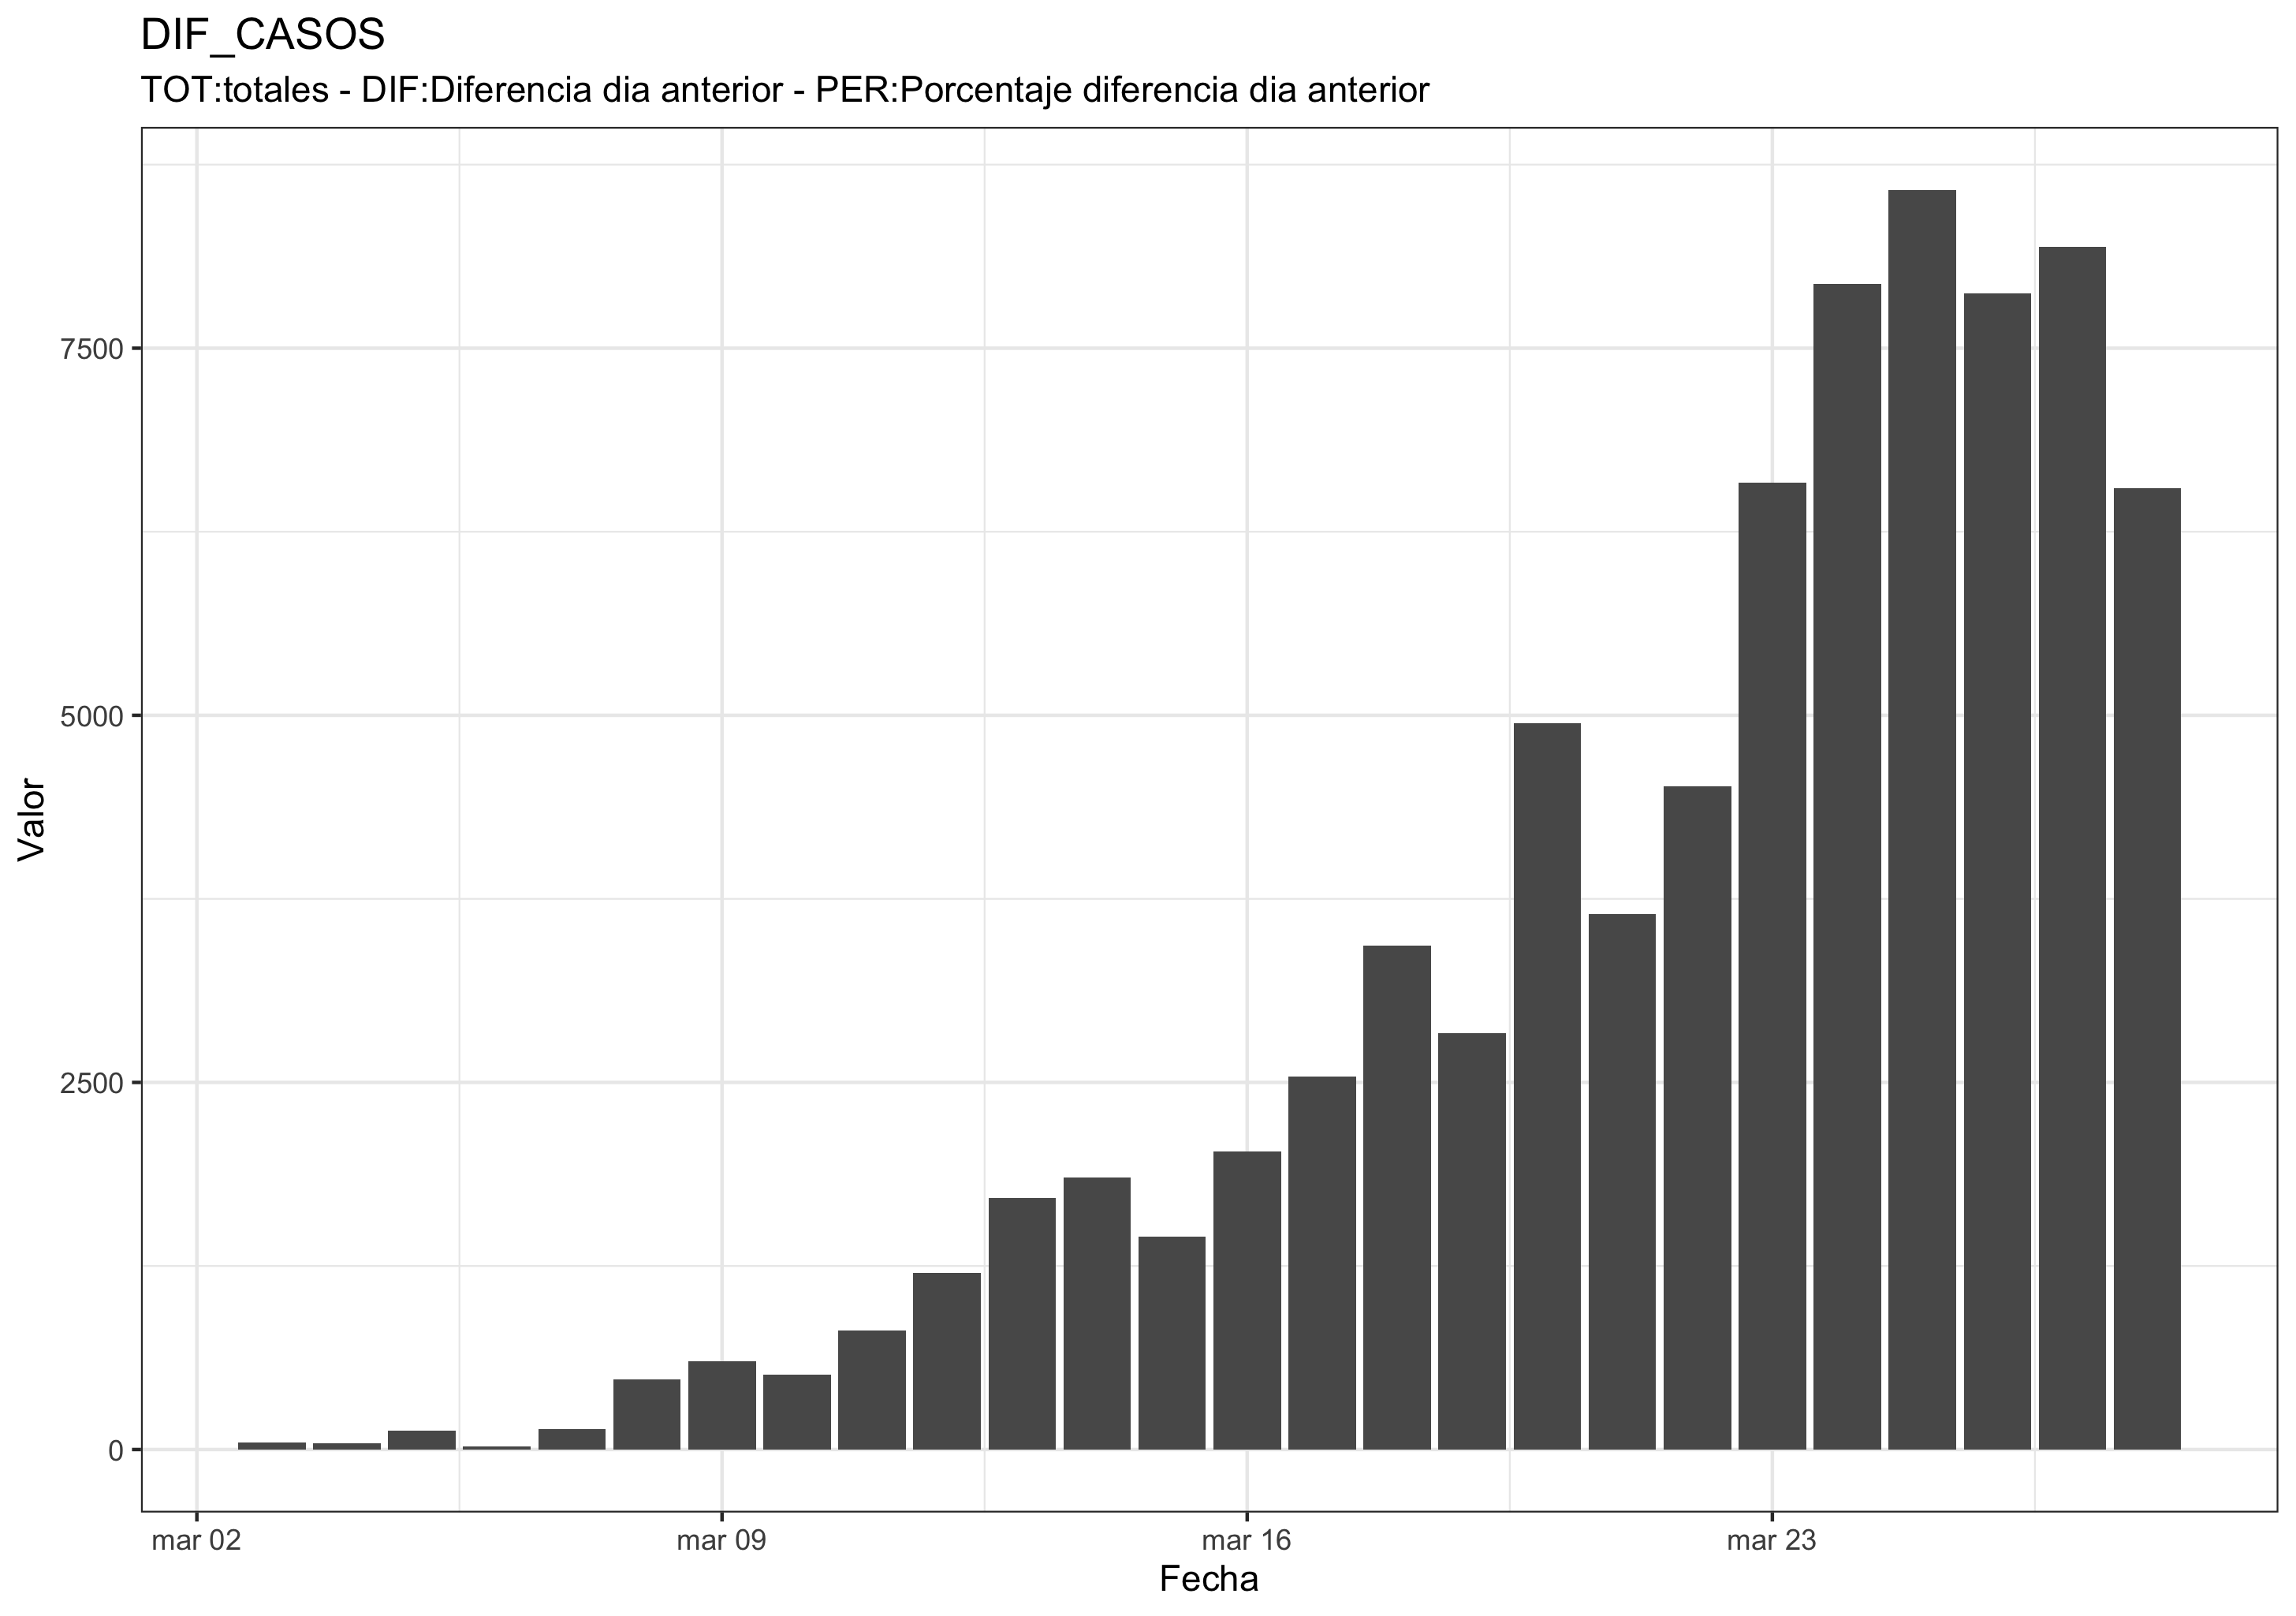 DIF_CASOS
TOT:totales - DIF:Diferencia dia anterior - PER:Porcentaje diferencia dia anterior
Valor
7500
5000
2500
0
mar 02
mar 09
mar 16
mar 23
Fecha